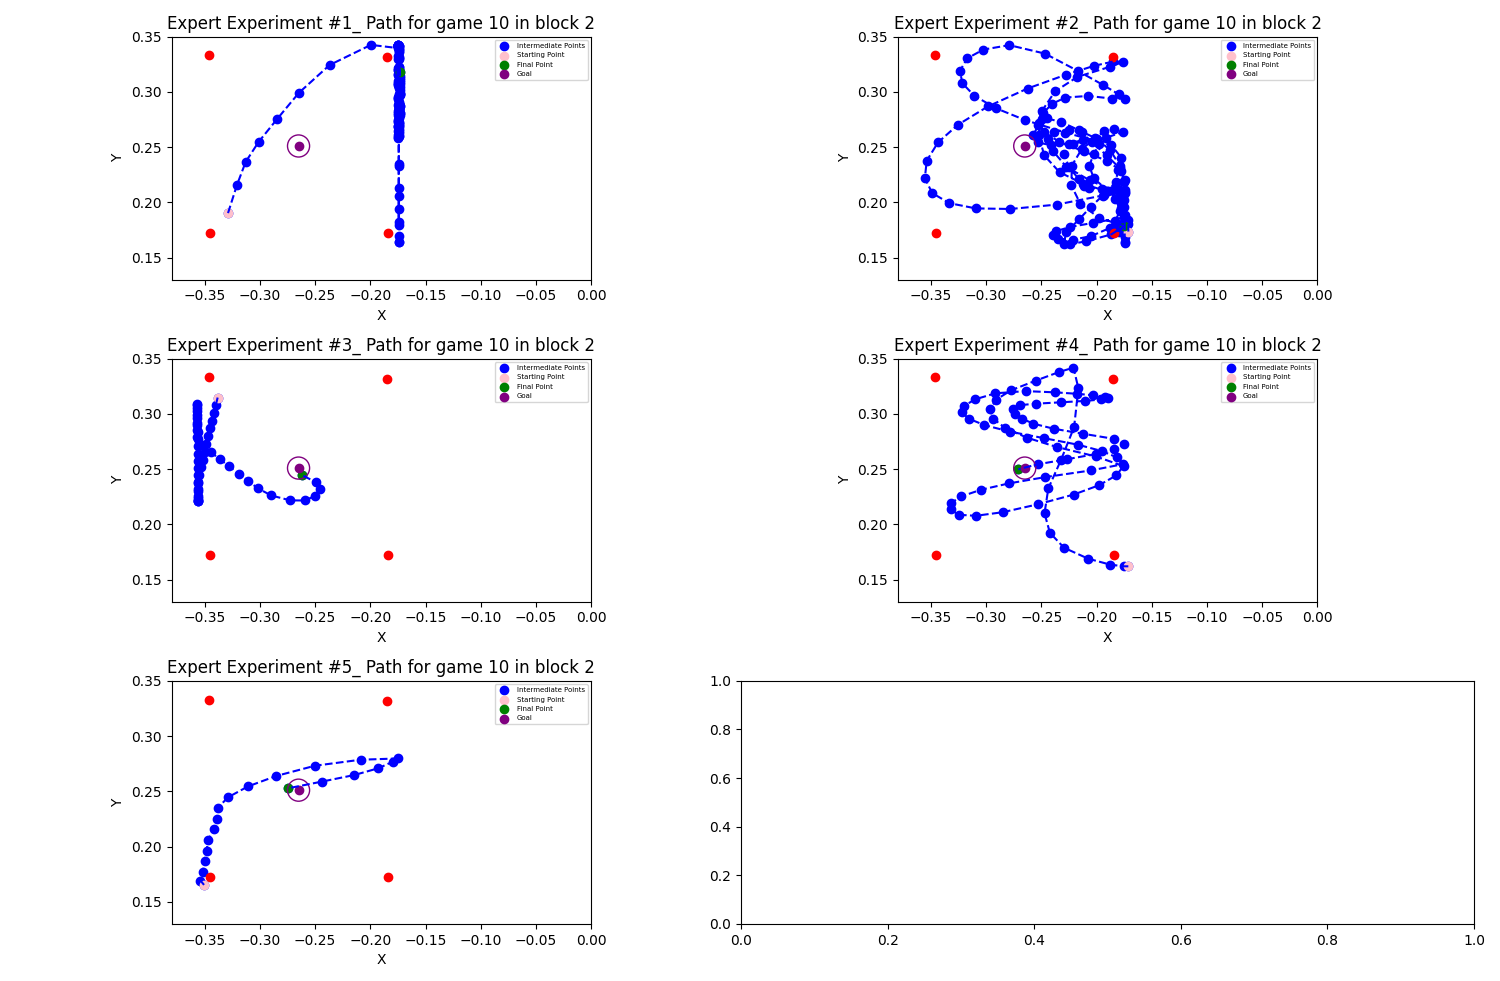 Expert Experiment #1_ Path for game 10 in block 2
Intermediate Points
Starting Point
Final Point
Goal
0.35
0.30
0.25
0.20
0.15
Y
−0.35 −0.30 −0.25 −0.20 −0.15 −0.10 −0.05 0.00
X
Expert Experiment #2_ Path for game 10 in block 2
Intermediate Points
Starting Point
Final Point
Goal
0.35
0.30
0.25
0.20
0.15
Y
−0.35 −0.30 −0.25 −0.20 −0.15 −0.10 −0.05 0.00
X
Expert Experiment #3_ Path for game 10 in block 2
Intermediate Points
Starting Point
Final Point
Goal
0.35
0.30
0.25
0.20
0.15
Y
−0.35 −0.30 −0.25 −0.20 −0.15 −0.10 −0.05 0.00
X
Expert Experiment #4_ Path for game 10 in block 2
Intermediate Points
Starting Point
Final Point
Goal
0.35
0.30
0.25
0.20
0.15
Y
−0.35 −0.30 −0.25 −0.20 −0.15 −0.10 −0.05 0.00
X
Expert Experiment #5_ Path for game 10 in block 2
Intermediate Points
Starting Point
Final Point
Goal
0.35
0.30
0.25
0.20
0.15
Y
−0.35 −0.30 −0.25 −0.20 −0.15 −0.10 −0.05 0.00
X
1.0
0.8
0.6
0.4
0.2
0.0
0.0 0.2 0.4 0.6 0.8 1.0